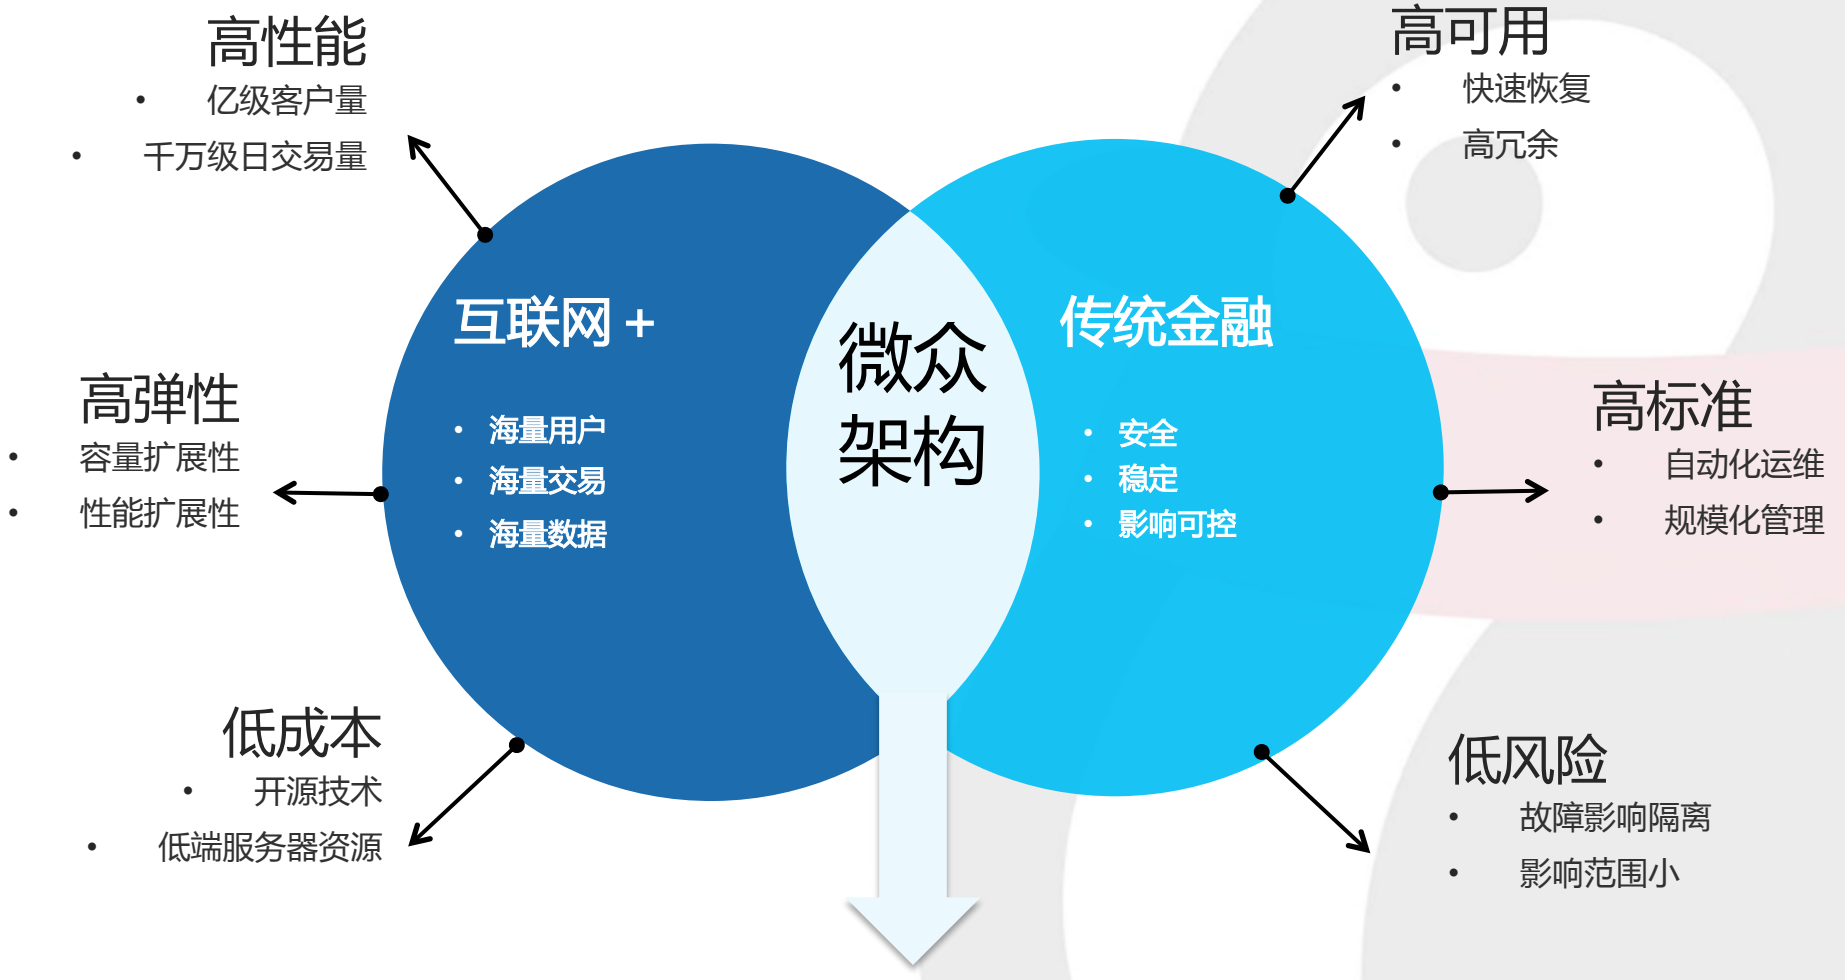 高性能
• 亿级客户量
• 千万级日交易量
高弹性
• 容量扩展性
• 性能扩展性
低成本
• 开源技术
• 低端服务器资源
互联网 +
• 海量用户
• 海量交易
• 海量数据
微众
架构
传统金融
• 安全
• 稳定
• 影响可控
高可用
• 快速恢复
• 高冗余
高标准
• 自动化运维
• 规模化管理
低风险
• 故障影响隔离
• 影响范围小